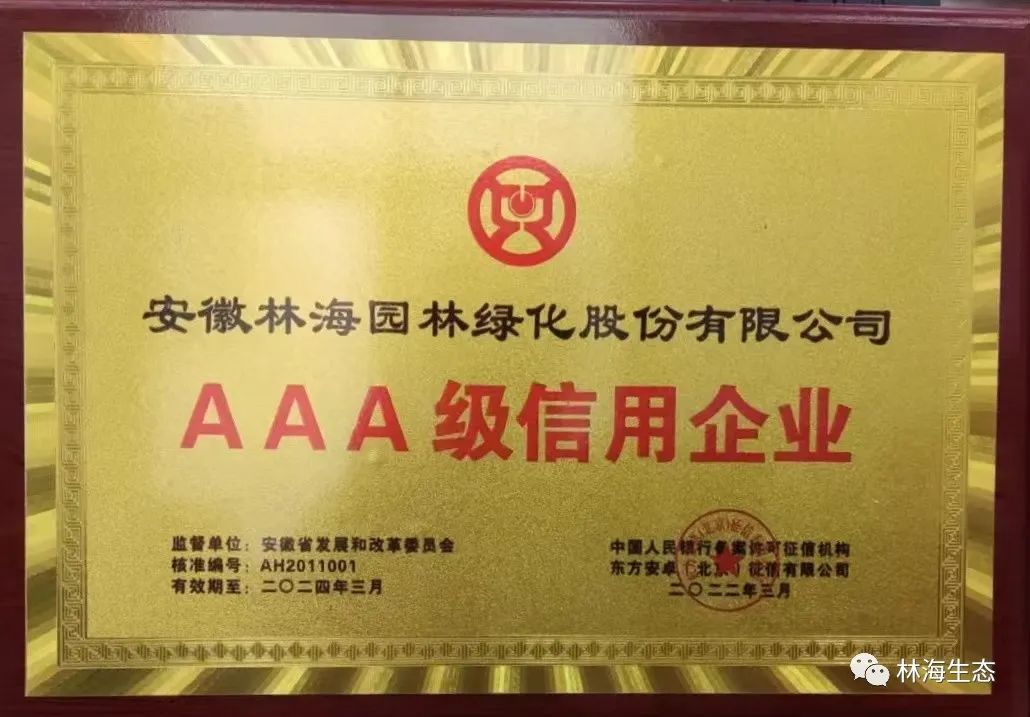 安徽林海园林绿化股份有限公司
AAA级信用企业
监督单位：安徽省发展和改革委员会
核准编号：AH2011001
有效期至：二〇二四年三月
中国人民银行备案许可征信机构
东方安卓（北京）征信有限公司
二〇二二年三月
林海生态